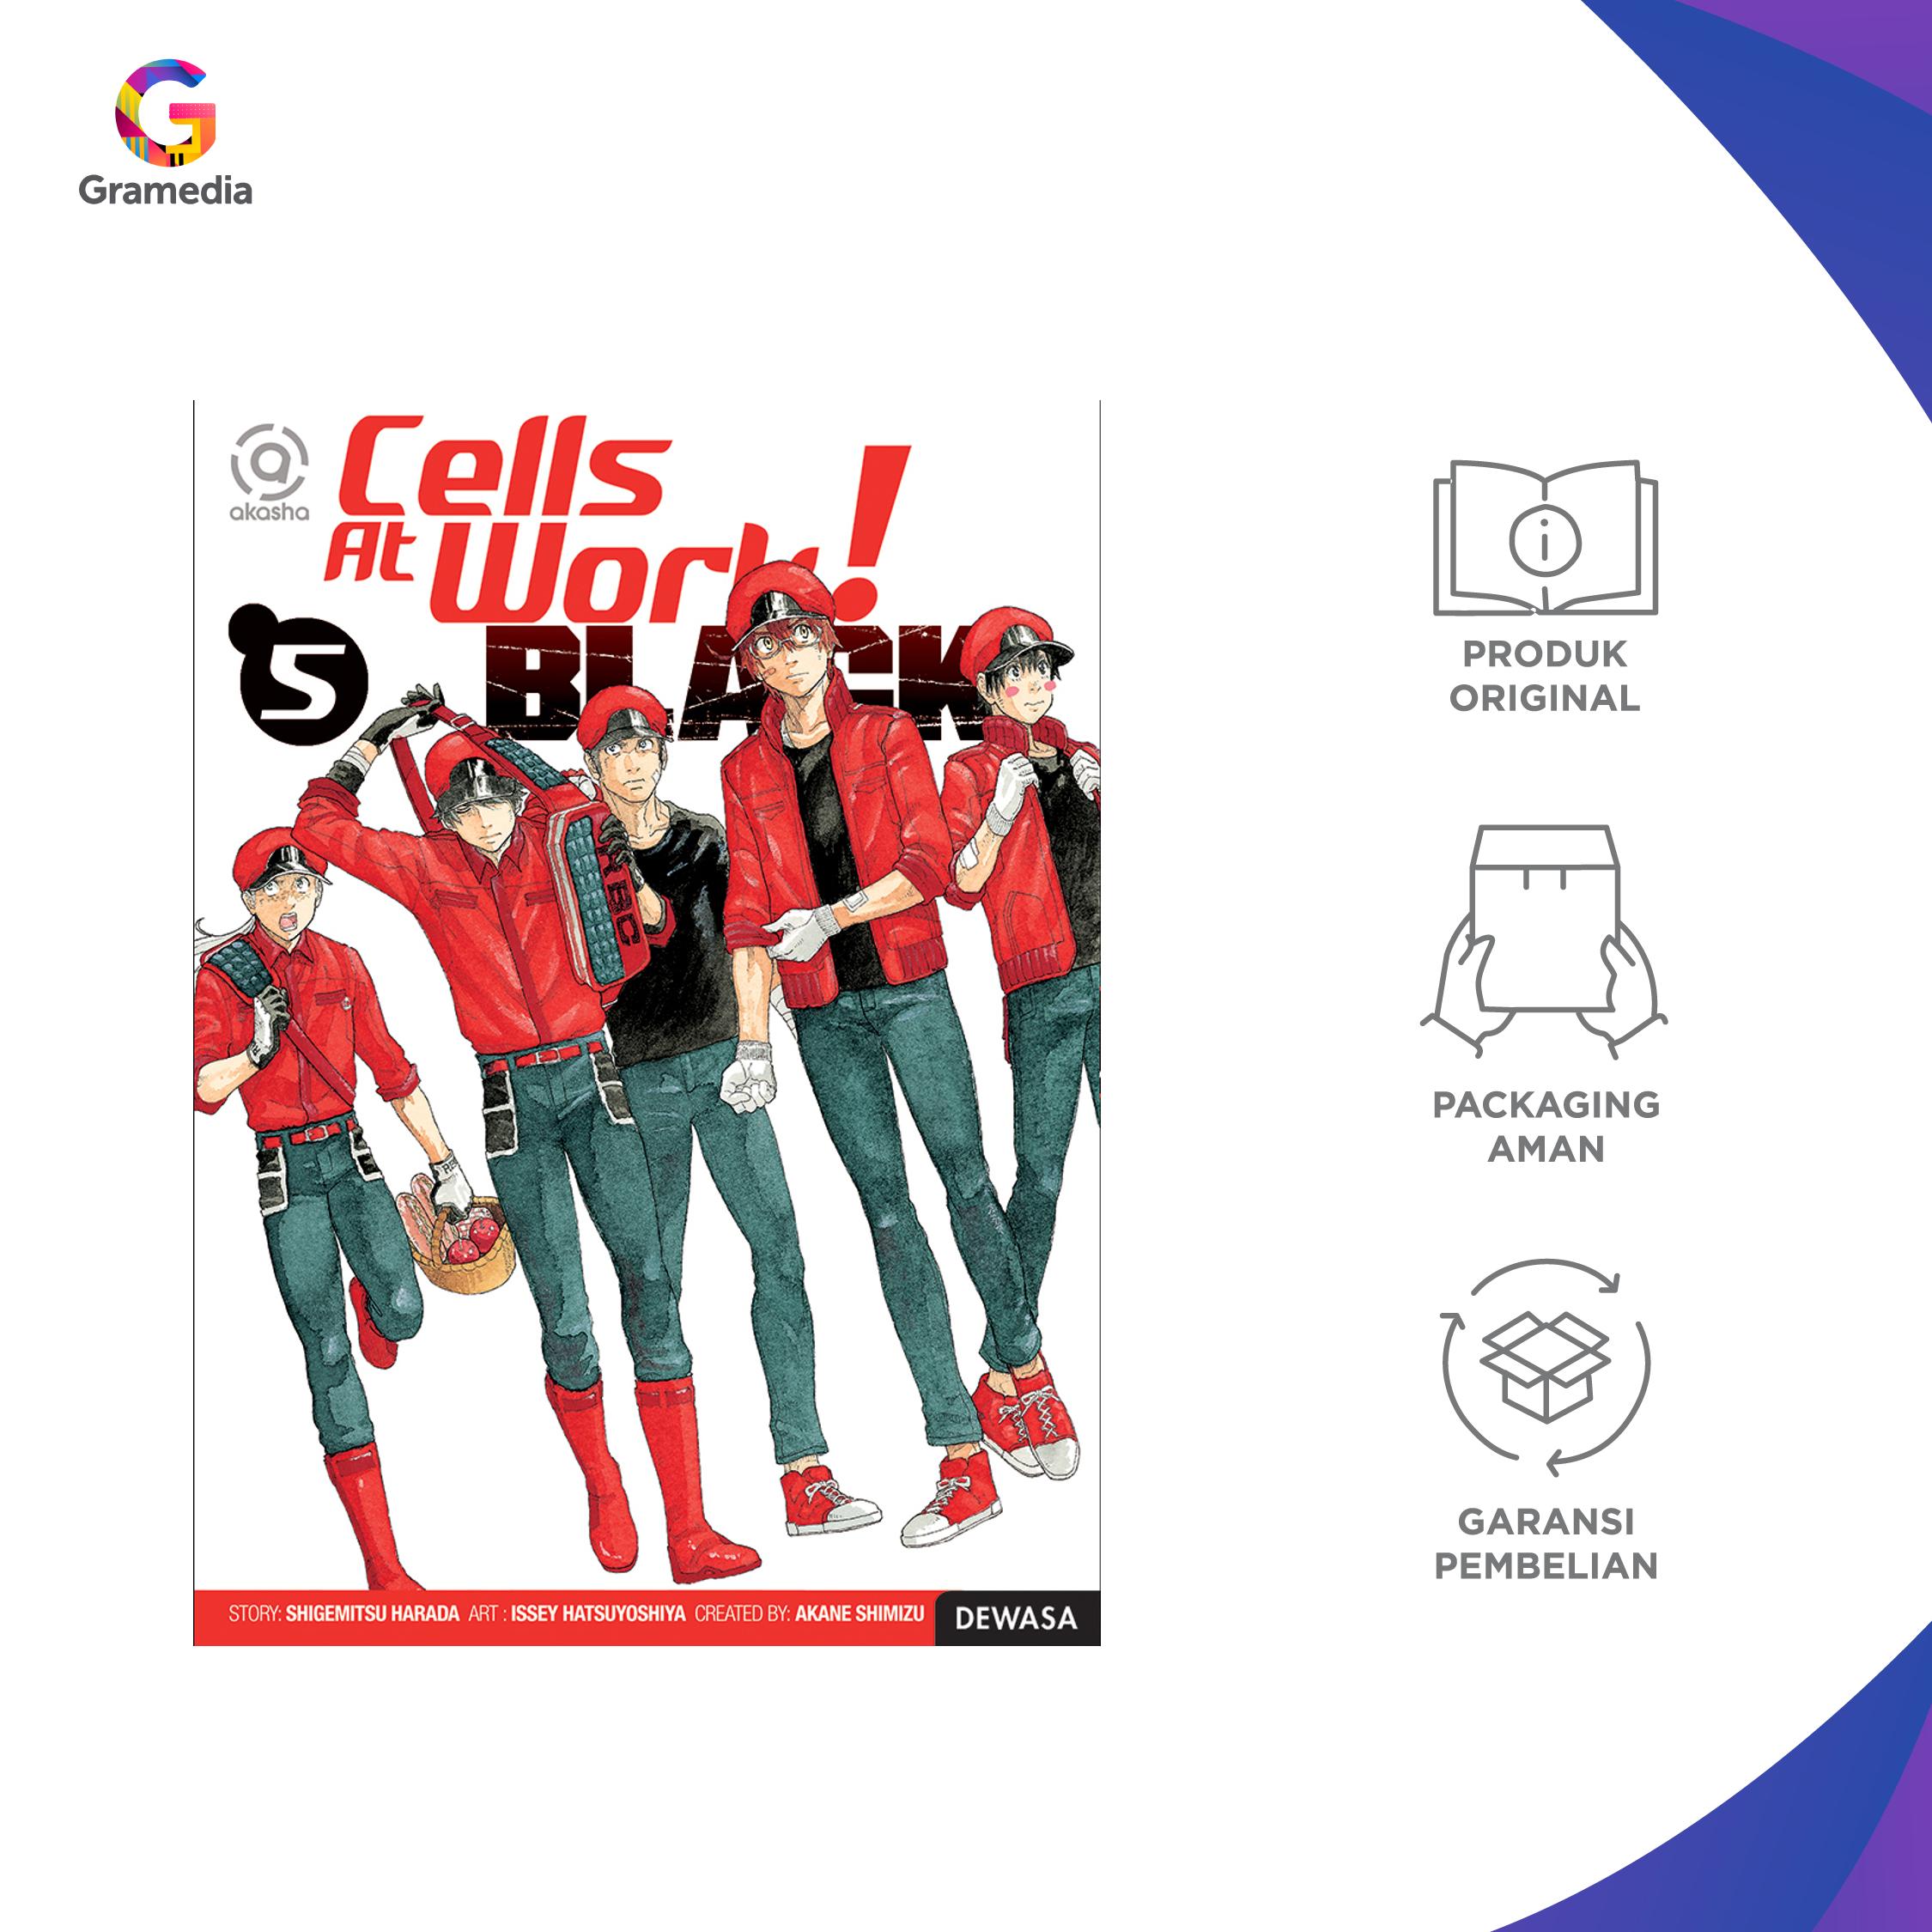 Gramedia
akasha
Cells
At Work!
BLACK
5
RBC
STORY: SHIGEMITSU HARADA ART : ISSEY HATSUYOSHIYA CREATED BY: AKANE SHIMIZU
DEWASA
PRODUK
ORIGINAL
PACKAGING
AMAN
GARANSI
PEMBELIAN